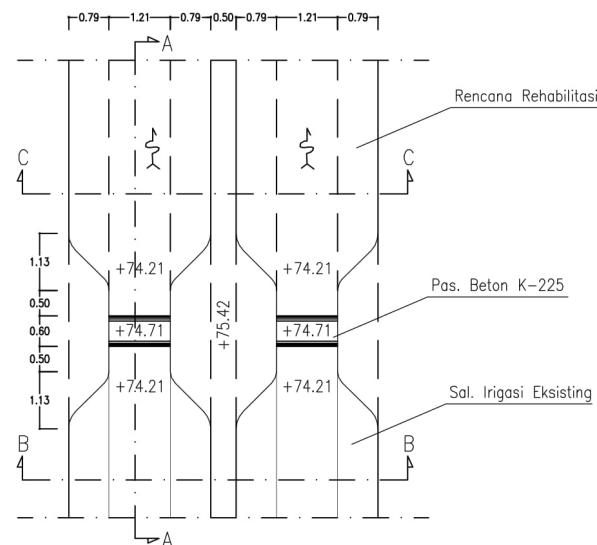 0.79 1.21 0.79 0.50 0.79 1.21 0.79
A
Rencana Rehabilitasi
C C
1.13
+74.21 +74.21
0.50
Pas. Beton K-225
0.60
+74.71 +74.71
+75.42
0.50
+74.21 +74.21
1.13
Sal. Irigasi Eksisting
B B
A